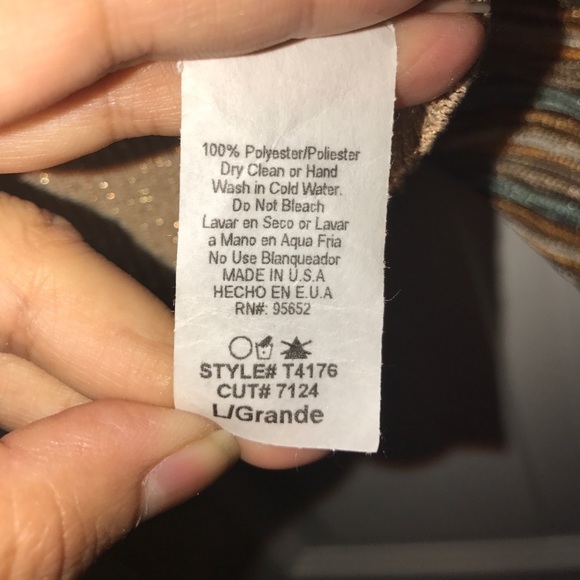 100% Polyester/Poliester
Dry Clean or Hand
Wash in Cold Water.
Do Not Bleach
Lavar en Seco or Lavar
a Mano en Aqua Fria
No Use Blanqueador
MADE IN U.S.A
HECHO EN E.U.A
RN#: 95652
STYLE# T4176
CUT# 7124
L/Grande